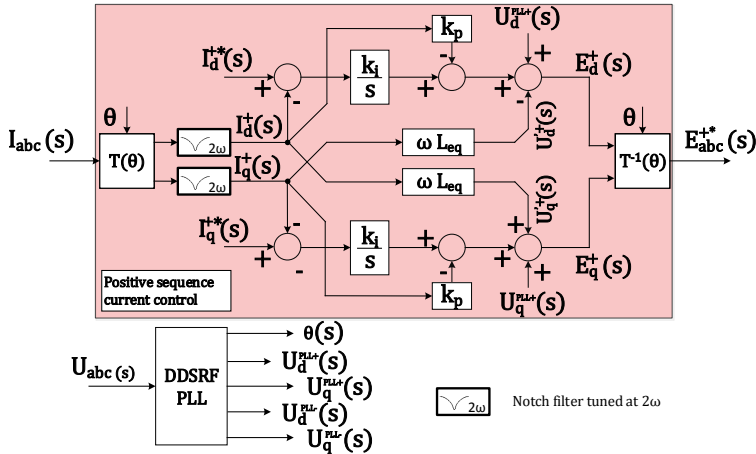 U_d^{PLL+}(s)
k_p
I_d^{+*}(s)
+
-
k_i
s
+
-
+
+
-
E_d^+(s)
θ
I_d^+(s)
U_d^{'+}(s)
θ
I_abc(s)
T(θ)
2ω
ω L_eq
T^{-1}(θ)
E_abc^{+*}(s)
I_q^+(s)
2ω
ω L_eq
U_q^{'+}(s)
I_q^{+*}(s)
+
-
-
k_i
s
+
-
+
+
+
E_q^+(s)
k_p
U_q^{PLL+}(s)
Positive sequence
current control
θ(s)
U_abc(s)
DDSRF
PLL
U_d^{PLL+}(s)
U_q^{PLL+}(s)
U_d^{PLL-}(s)
U_q^{PLL-}(s)
2ω
Notch filter tuned at 2ω